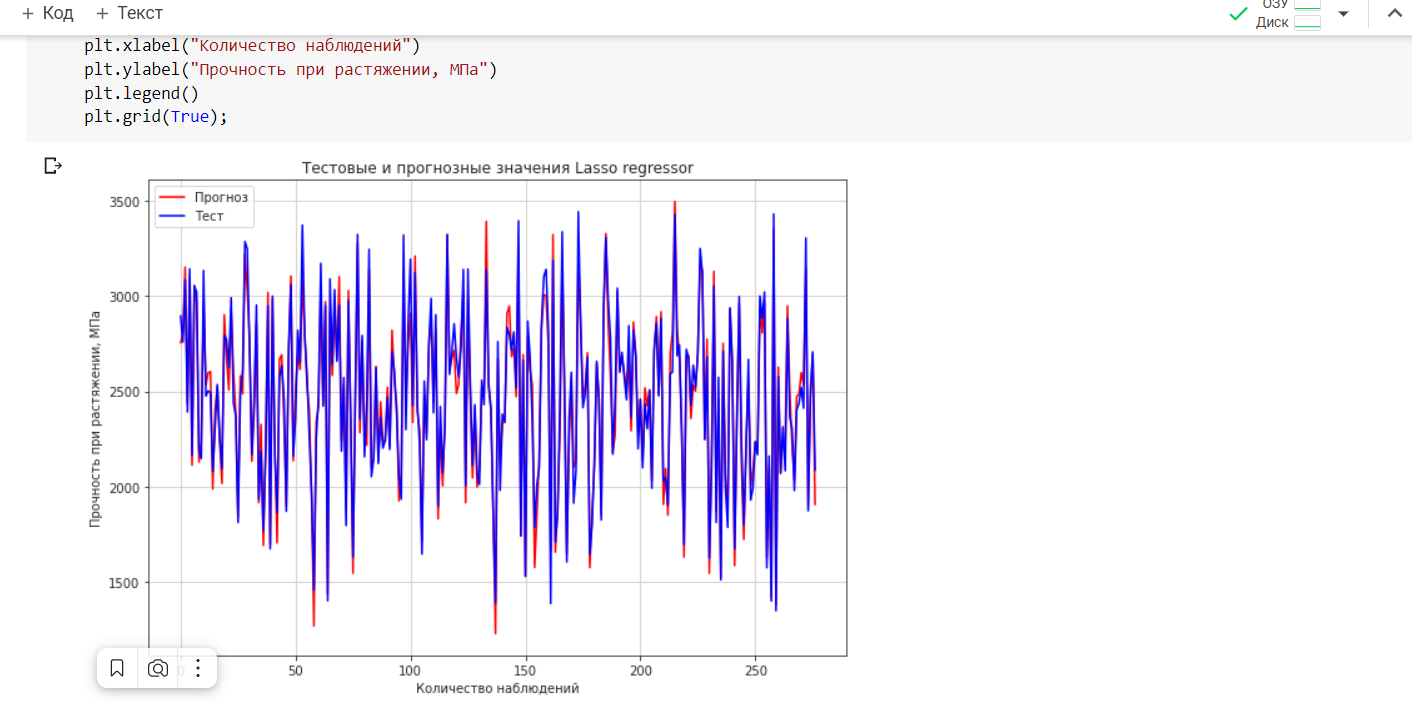 + Код + Текст
ОЗУ
Диск
plt.xlabel("Количество наблюдений")
plt.ylabel("Прочность при растяжении, МПа")
plt.legend()
plt.grid(True);
Тестовые и прогнозные значения Lasso regressor
Прогноз
Тест
3500
3000
2500
2000
1500
Прочность при растяжении, МПа
0 50 100 150 200 250
Количество наблюдений